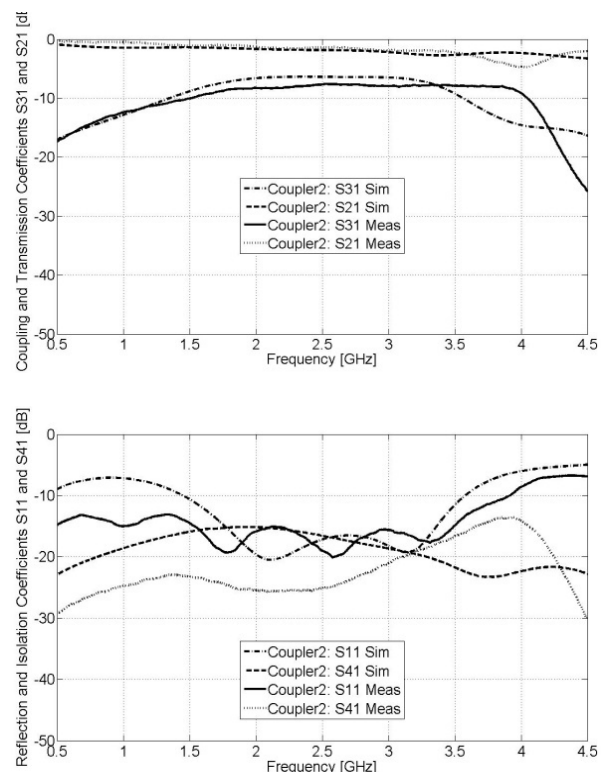 Coupling and Transmission Coefficients S31 and S21 [dB
0
-10
-20
-30
-40
-50
Coupler2: S31 Sim
Coupler2: S21 Sim
Coupler2: S31 Meas
Coupler2: S21 Meas
0.5 1 1.5 2 2.5 3 3.5 4 4.5
Frequency [GHz]
Reflection and Isolation Coefficients S11 and S41 [dB]
0
-10
-20
-30
-40
-50
Coupler2: S11 Sim
Coupler2: S41 Sim
Coupler2: S11 Meas
Coupler2: S41 Meas
0.5 1 1.5 2 2.5 3 3.5 4 4.5
Frequency [GHz]